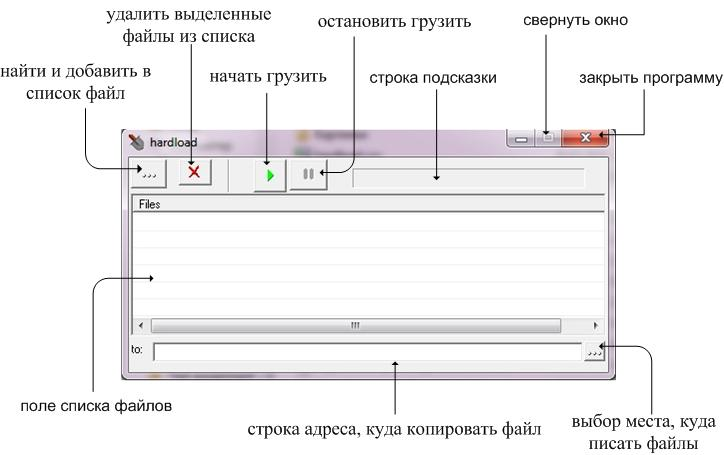 удалить выделенные
файлы из списка
остановить грузить
свернуть окно
найти и добавить в
список файл
начать грузить
строка подсказки
закрыть программу
hardload
...
Files
to:
...
поле списка файлов
строка адреса, куда копировать файл
выбор места, куда
писать файлы